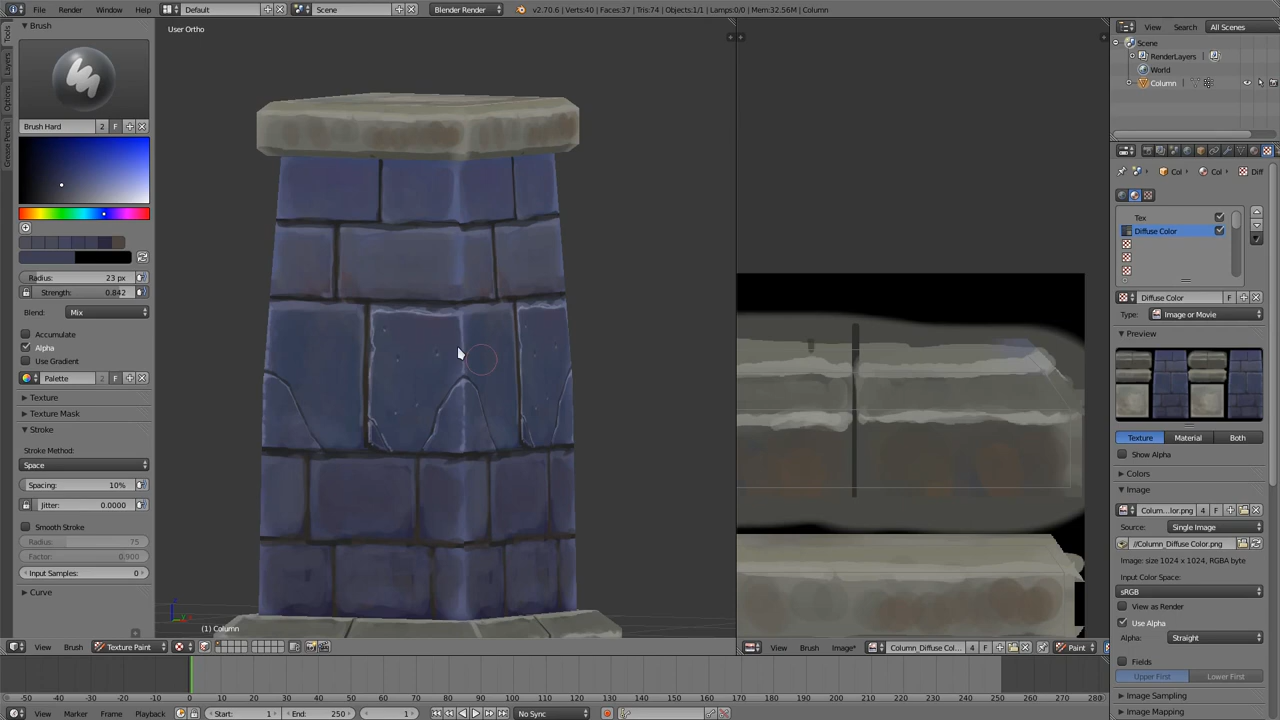 File Render Window Help Default Scene Blender Render v2.70.6 | Verts:40 | Faces:37 | Tris:74 | Objects:1/1 | Lamps:0/0 | Mem:32.56M | Column
Tools
Layers
Options
Grease Pencil
Brush
Brush Hard 2 F
Radius: 23 px
Strength: 0.842
Blend: Mix
Accumulate
Alpha
Use Gradient
Palette 2 F
Texture
Texture Mask
Stroke
Stroke Method:
Space
Spacing: 10%
Jitter: 0.0000
Smooth Stroke
Radius: 75
Factor: 0.900
Input Samples: 0
Curve
User Ortho
(1) Column
View Brush Texture Paint
View Brush Image* Column_Diffuse Col... 4 F Paint
View Search All Scenes
Scene
RenderLayers
World
Column
Col Col Diff
Tex
Diffuse Color
Diffuse Color F
Type: Image or Movie
Preview
Texture Material Both
Show Alpha
Colors
Image
Colum...lor.png 4 F
Source: Single Image
//Column_Diffuse Color.png
Image: size 1024 x 1024, RGBA byte
Input Color Space:
sRGB
View as Render
Use Alpha
Alpha: Straight
Fields
Upper First Lower First
Image Sampling
Image Mapping
-50 -40 -30 -20 -10 0 10 20 30 40 50 60 70 80 90 100 110 120 130 140 150 160 170 180 190 200 210 220 230 240 250 260 270 280
View Marker Frame Playback Start: 1 End: 250 1 No Sync